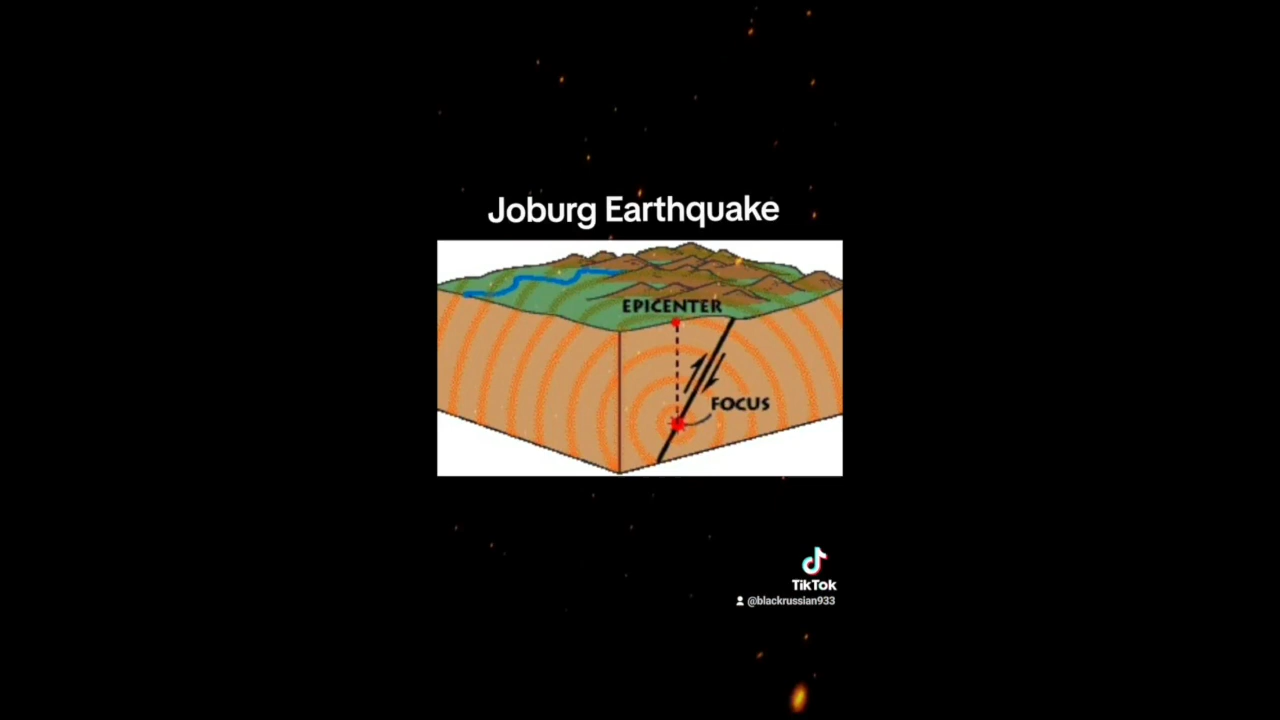 Joburg Earthquake
EPICENTER
FOCUS
TikTok
@blackrussian933